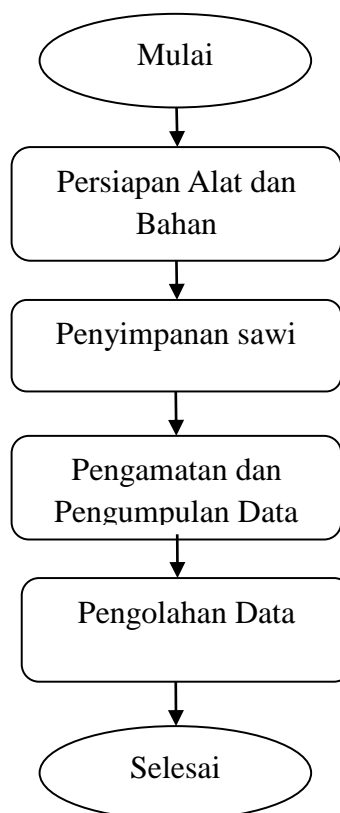 Mulai
Persiapan Alat dan
Bahan
Penyimpanan sawi
Pengamatan dan
Pengumpulan Data
Pengolahan Data
Selesai